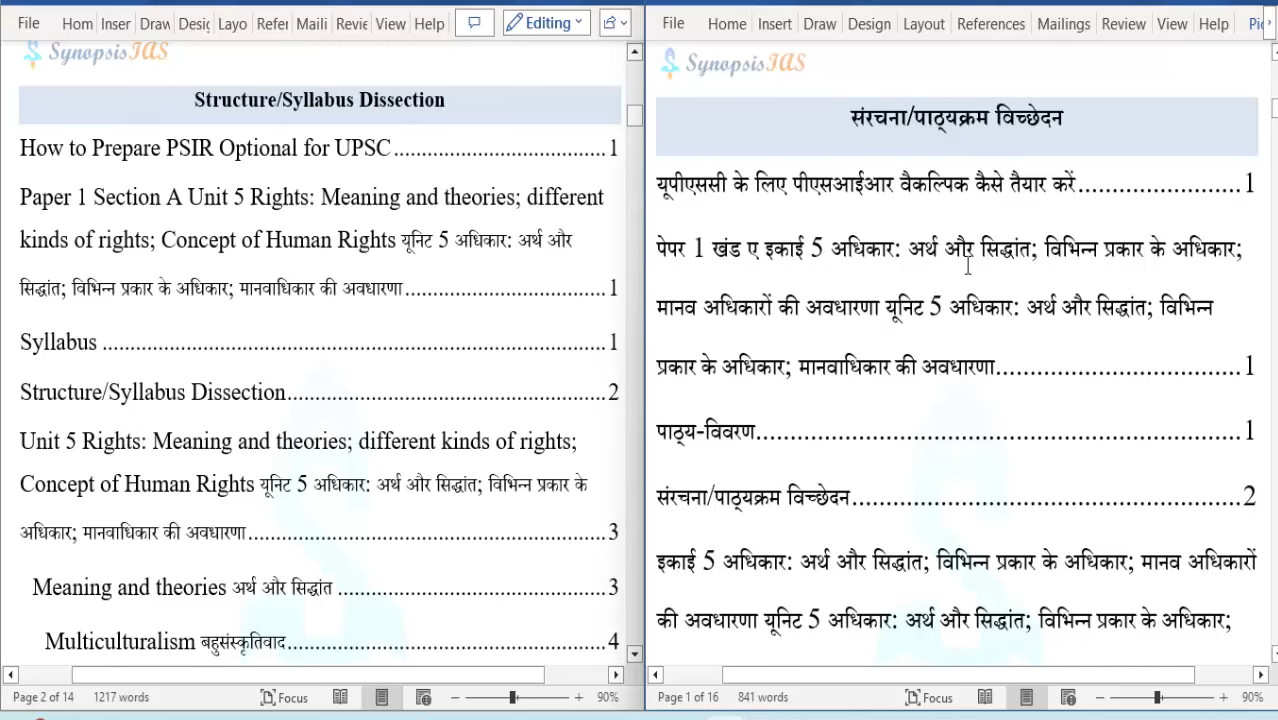 File Hom Inser Draw Desig Layo Refer Maili Revie View Help Editing
SynopsisIAS
Structure/Syllabus Dissection
How to Prepare PSIR Optional for UPSC...................................1
Paper 1 Section A Unit 5 Rights: Meaning and theories; different
kinds of rights; Concept of Human Rights यूनिट 5 अधिकार: अर्थ और
सिद्धांत; विभिन्न प्रकार के अधिकार; मानवाधिकार की अवधारणा.................................1
Syllabus ...................................................................................1
Structure/Syllabus Dissection....................................................2
Unit 5 Rights: Meaning and theories; different kinds of rights;
Concept of Human Rights यूनिट 5 अधिकार: अर्थ और सिद्धांत; विभिन्न प्रकार के
अधिकार; मानवाधिकार की अवधारणा...........................................................3
Meaning and theories अर्थ और सिद्धांत ............................................3
Multiculturalism बहुसंस्कृतिवाद....................................................4
Page 2 of 14 1217 words Focus 90%
File Home Insert Draw Design Layout References Mailings Review View Help Pic
SynopsisIAS
संरचना/पाठ्यक्रम विच्छेदन
यूपीएससी के लिए पीएसआईआर वैकल्पिक कैसे तैयार करें........................1
पेपर 1 खंड ए इकाई 5 अधिकार: अर्थ और सिद्धांत; विभिन्न प्रकार के अधिकार;
मानव अधिकारों की अवधारणा यूनिट 5 अधिकार: अर्थ और सिद्धांत; विभिन्न
प्रकार के अधिकार; मानवाधिकार की अवधारणा....................................1
पाठ्य-विवरण.........................................................................1
संरचना/पाठ्यक्रम विच्छेदन..........................................................2
इकाई 5 अधिकार: अर्थ और सिद्धांत; विभिन्न प्रकार के अधिकार; मानव अधिकारों
की अवधारणा यूनिट 5 अधिकार: अर्थ और सिद्धांत; विभिन्न प्रकार के अधिकार;
Page 1 of 16 841 words Focus 90%